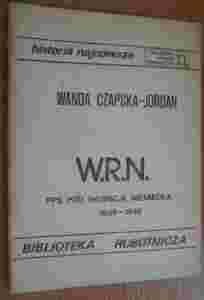 historia najnowsza
WANDA CZAPSKA-JORDAN
W.R.N.
PPS POD OKUPACJĄ NIEMIECKĄ
1939-1945
BIBLIOTEKA ROBOTNICZA